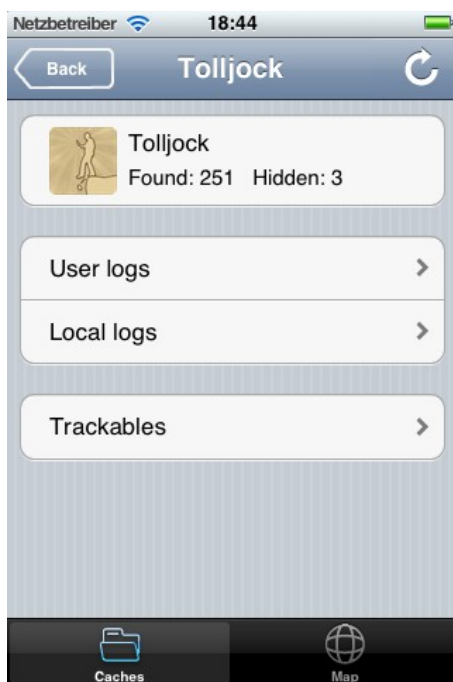 Netzbetreiber 18:44
Back Tolljock
Tolljock
Found: 251 Hidden: 3
User logs
Local logs
Trackables
Caches Map